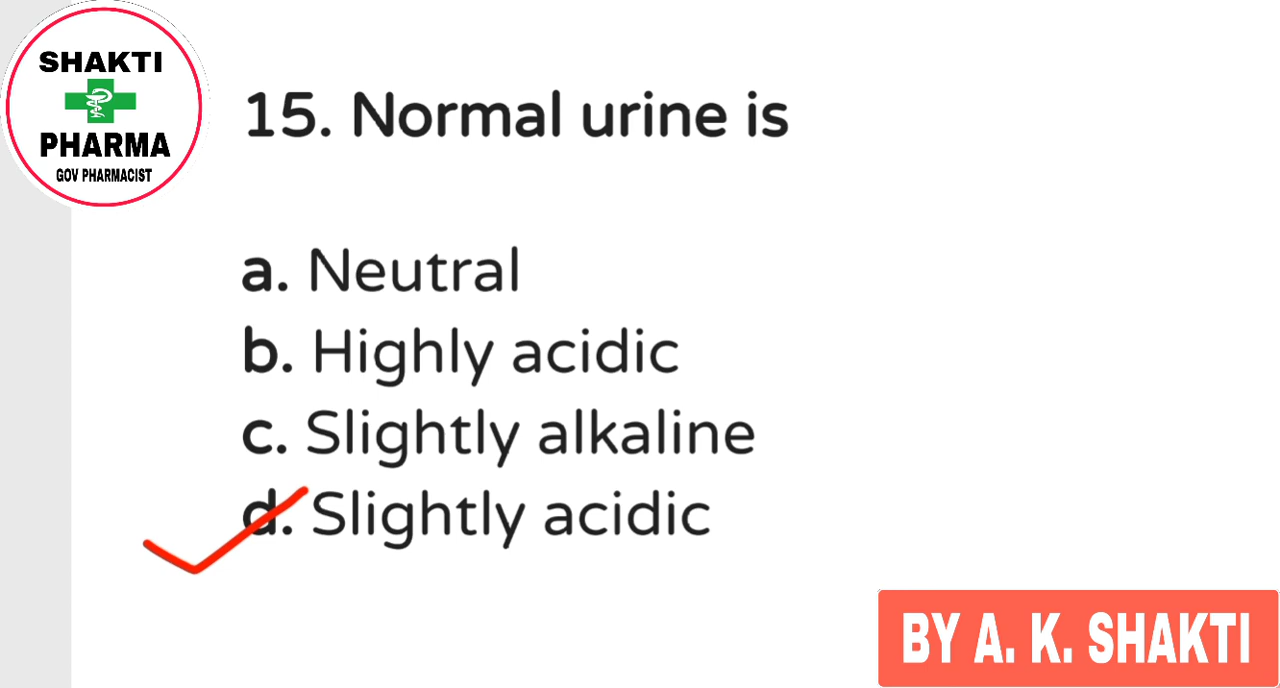 SHAKTI
PHARMA
GOV PHARMACIST
15. Normal urine is
a. Neutral
b. Highly acidic
c. Slightly alkaline
d. Slightly acidic
BY A. K. SHAKTI